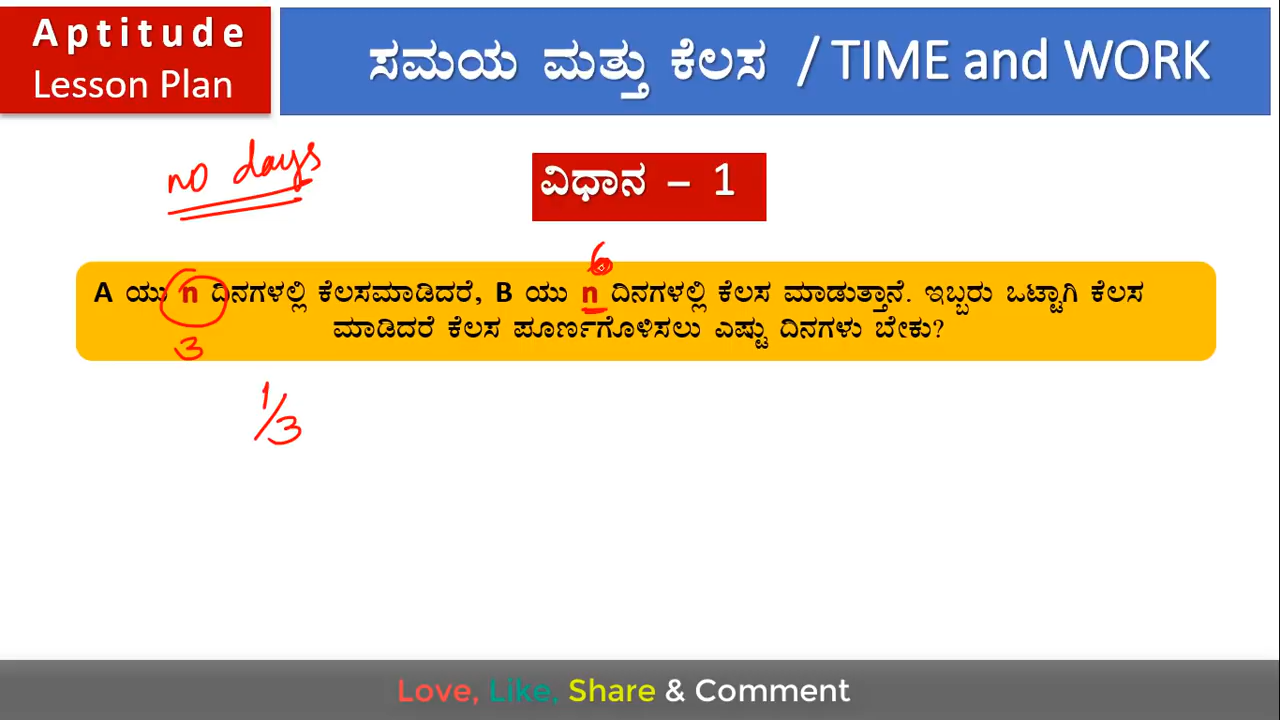 Aptitude
Lesson Plan
ಸಮಯ ಮತ್ತು ಕೆಲಸ / TIME and WORK
no days
ವಿಧಾನ – 1
6
A ಯು n ದಿನಗಳಲ್ಲಿ ಕೆಲಸಮಾಡಿದರೆ, B ಯು n ದಿನಗಳಲ್ಲಿ ಕೆಲಸ ಮಾಡುತ್ತಾನೆ. ಇಬ್ಬರು ಒಟ್ಟಾಗಿ ಕೆಲಸ
ಮಾಡಿದರೆ ಕೆಲಸ ಪೂರ್ಣಗೊಳಿಸಲು ಎಷ್ಟು ದಿನಗಳು ಬೇಕು?
3
1/3
Love, Like, Share & Comment